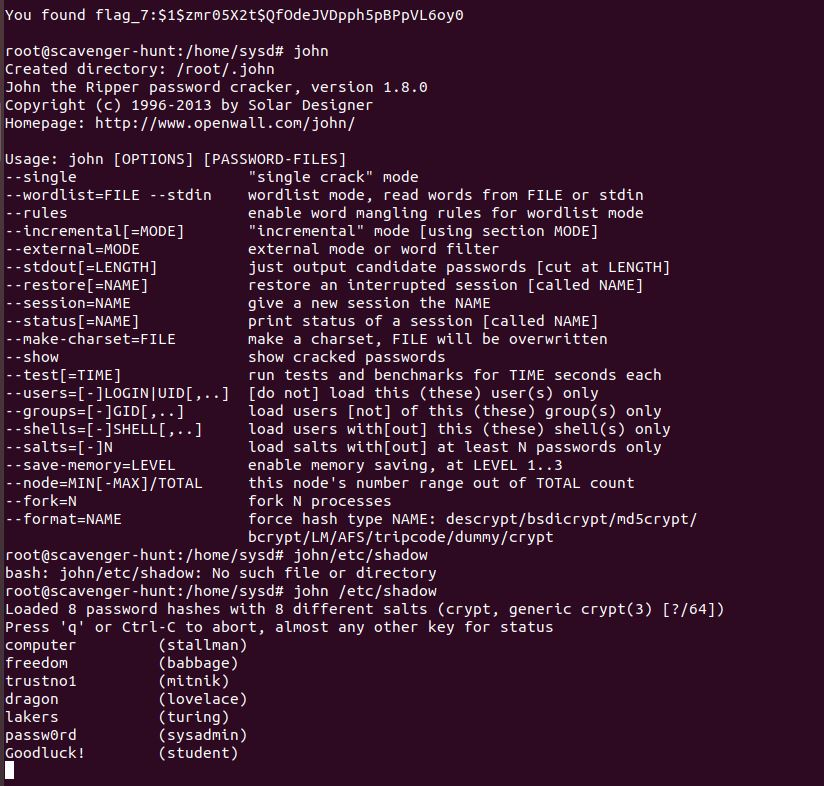 You found flag_7:$1$zmr05X2t$QfOdeJVDpph5pBPpVL6oy0
root@scavenger-hunt:/home/sysd# john
Created directory: /root/.john
John the Ripper password cracker, version 1.8.0
Copyright (c) 1996-2013 by Solar Designer
Homepage: http://www.openwall.com/john/
Usage: john [OPTIONS] [PASSWORD-FILES]
--single                   "single crack" mode
--wordlist=FILE --stdin    wordlist mode, read words from FILE or stdin
--rules                    enable word mangling rules for wordlist mode
--incremental[=MODE]       "incremental" mode [using section MODE]
--external=MODE            external mode or word filter
--stdout[=LENGTH]          just output candidate passwords [cut at LENGTH]
--restore[=NAME]           restore an interrupted session [called NAME]
--session=NAME             give a new session the NAME
--status[=NAME]            print status of a session [called NAME]
--make-charset=FILE        make a charset, FILE will be overwritten
--show                     show cracked passwords
--test[=TIME]              run tests and benchmarks for TIME seconds each
--users=[-]LOGIN|UID[,..]  [do not] load this (these) user(s) only
--groups=[-]GID[,..]       load users [not] of this (these) group(s) only
--shells=[-]SHELL[,..]     load users with[out] this (these) shell(s) only
--salts=[-]N               load salts with[out] at least N passwords only
--save-memory=LEVEL        enable memory saving, at LEVEL 1..3
--node=MIN[-MAX]/TOTAL     this node's number range out of TOTAL count
--fork=N                   fork N processes
--format=NAME              force hash type NAME: descrypt/bsdicrypt/md5crypt/
                           bcrypt/LM/AFS/tripcode/dummy/crypt
root@scavenger-hunt:/home/sysd# john/etc/shadow
bash: john/etc/shadow: No such file or directory
root@scavenger-hunt:/home/sysd# john /etc/shadow
Loaded 8 password hashes with 8 different salts (crypt, generic crypt(3) [?/64])
Press 'q' or Ctrl-C to abort, almost any other key for status
computer         (stallman)
freedom          (babbage)
trustno1         (mitnik)
dragon           (lovelace)
lakers           (turing)
passw0rd         (sysadmin)
Goodluck!        (student)